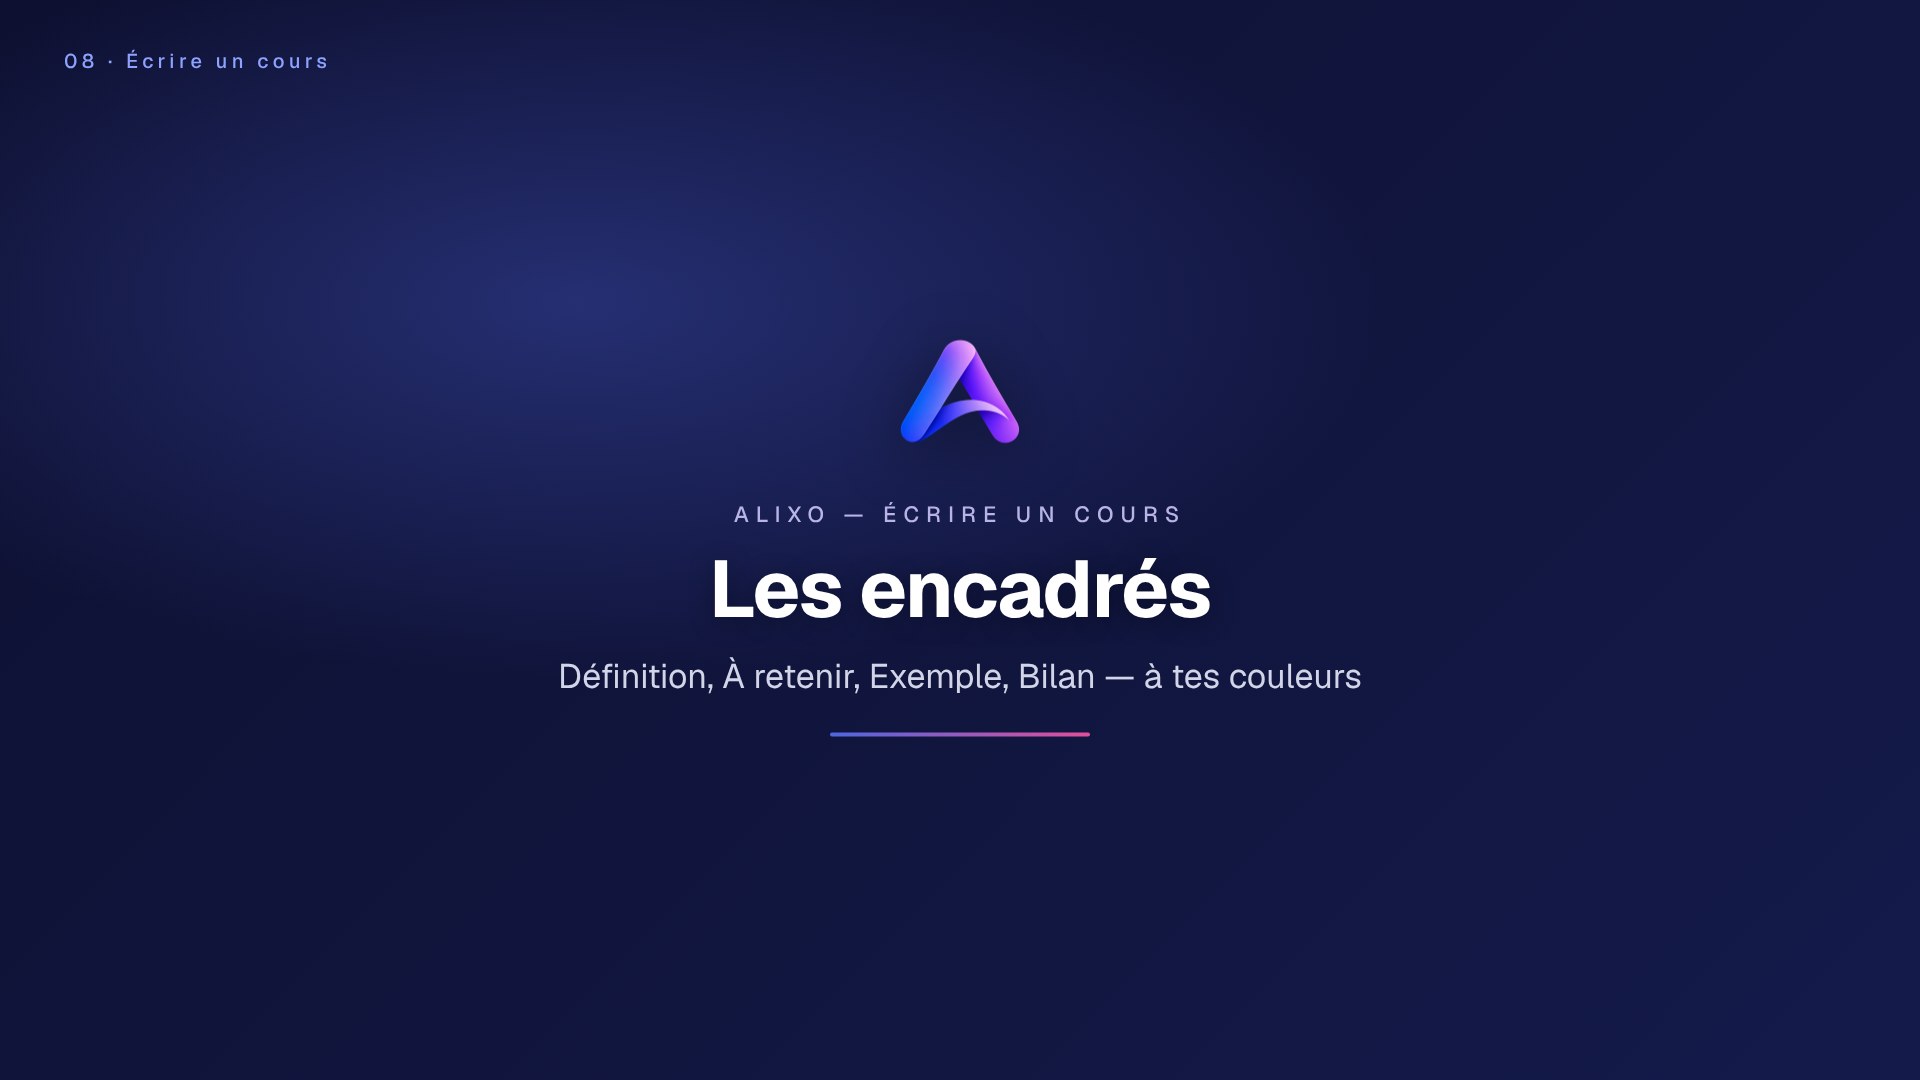 08 · Écrire un cours
ALIXO — ÉCRIRE UN COURS
Les encadrés
Définition, À retenir, Exemple, Bilan — à tes couleurs